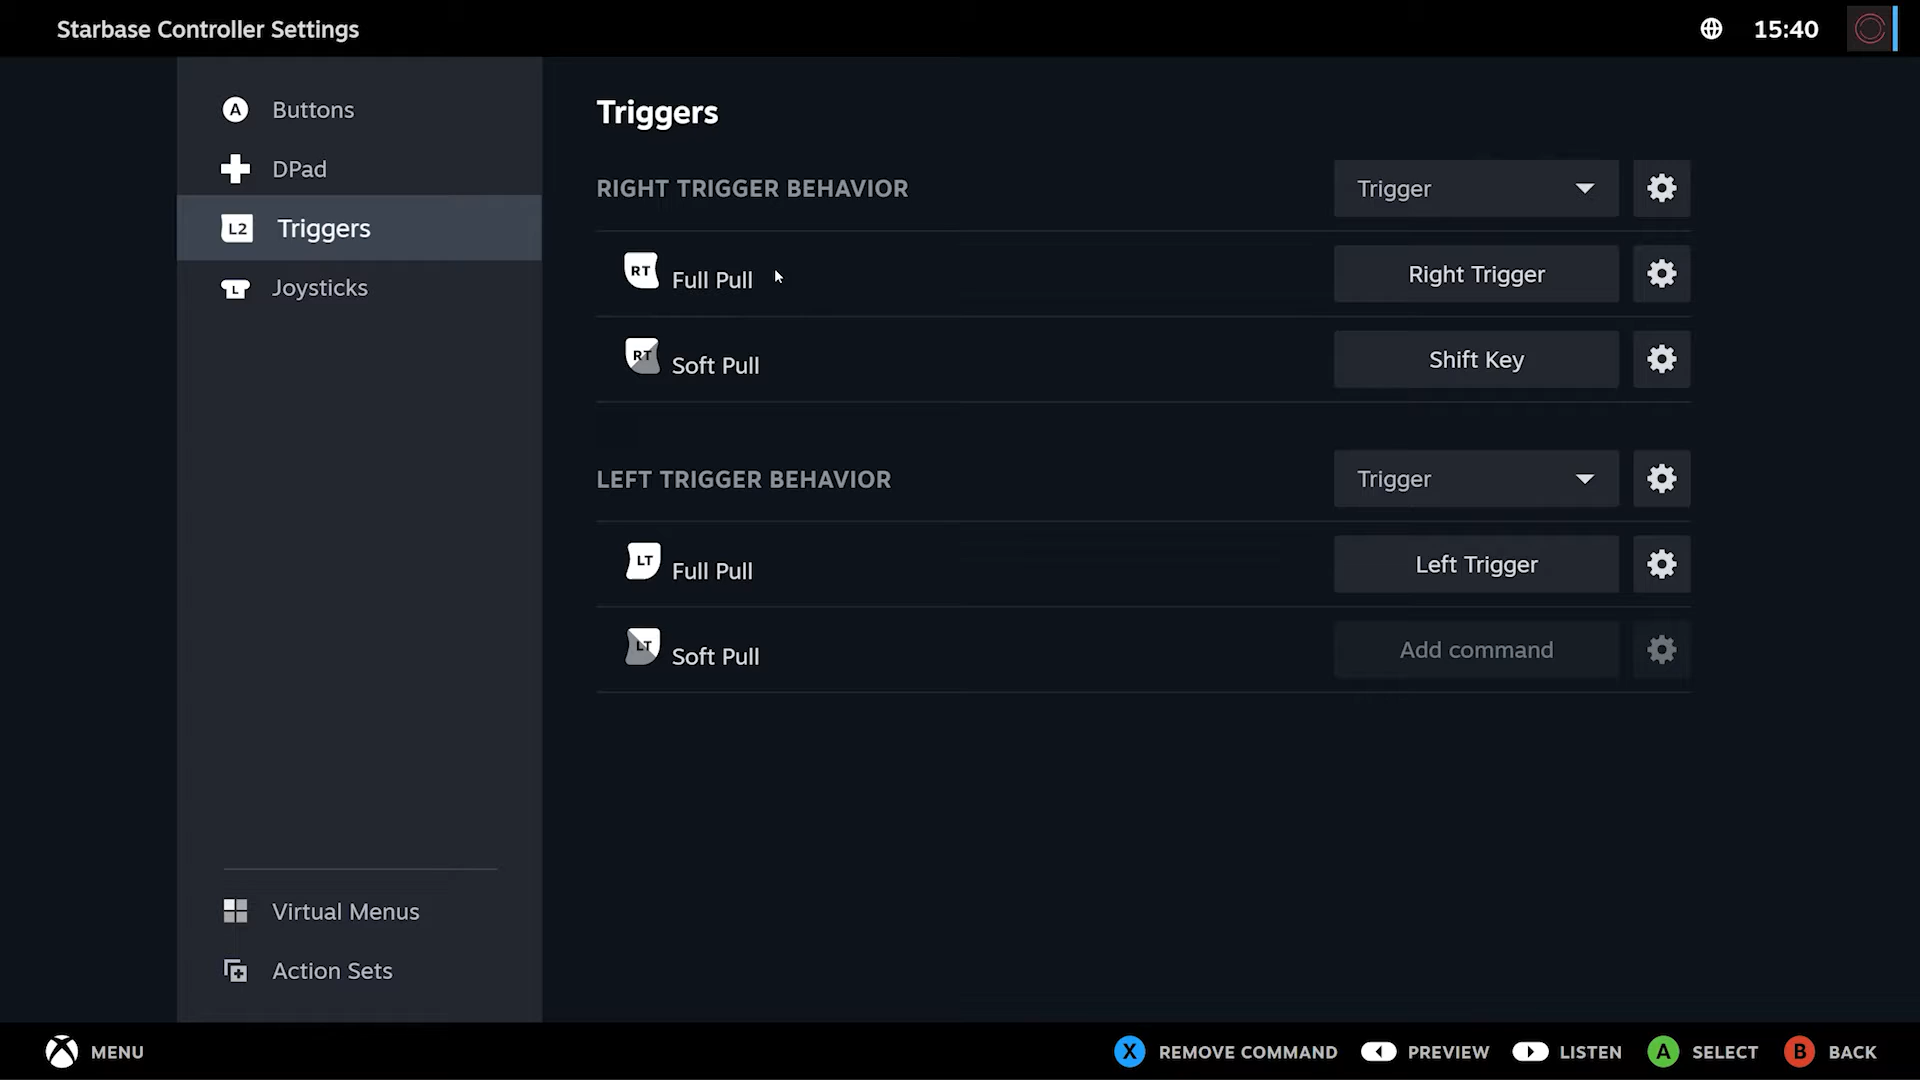 Starbase Controller Settings
15:40
A Buttons
DPad
L2 Triggers
L Joysticks
Virtual Menus
Action Sets
Triggers
RIGHT TRIGGER BEHAVIOR
Trigger
RT Full Pull
Right Trigger
RT Soft Pull
Shift Key
LEFT TRIGGER BEHAVIOR
Trigger
LT Full Pull
Left Trigger
LT Soft Pull
Add command
MENU
X REMOVE COMMAND
PREVIEW
LISTEN
A SELECT
B BACK